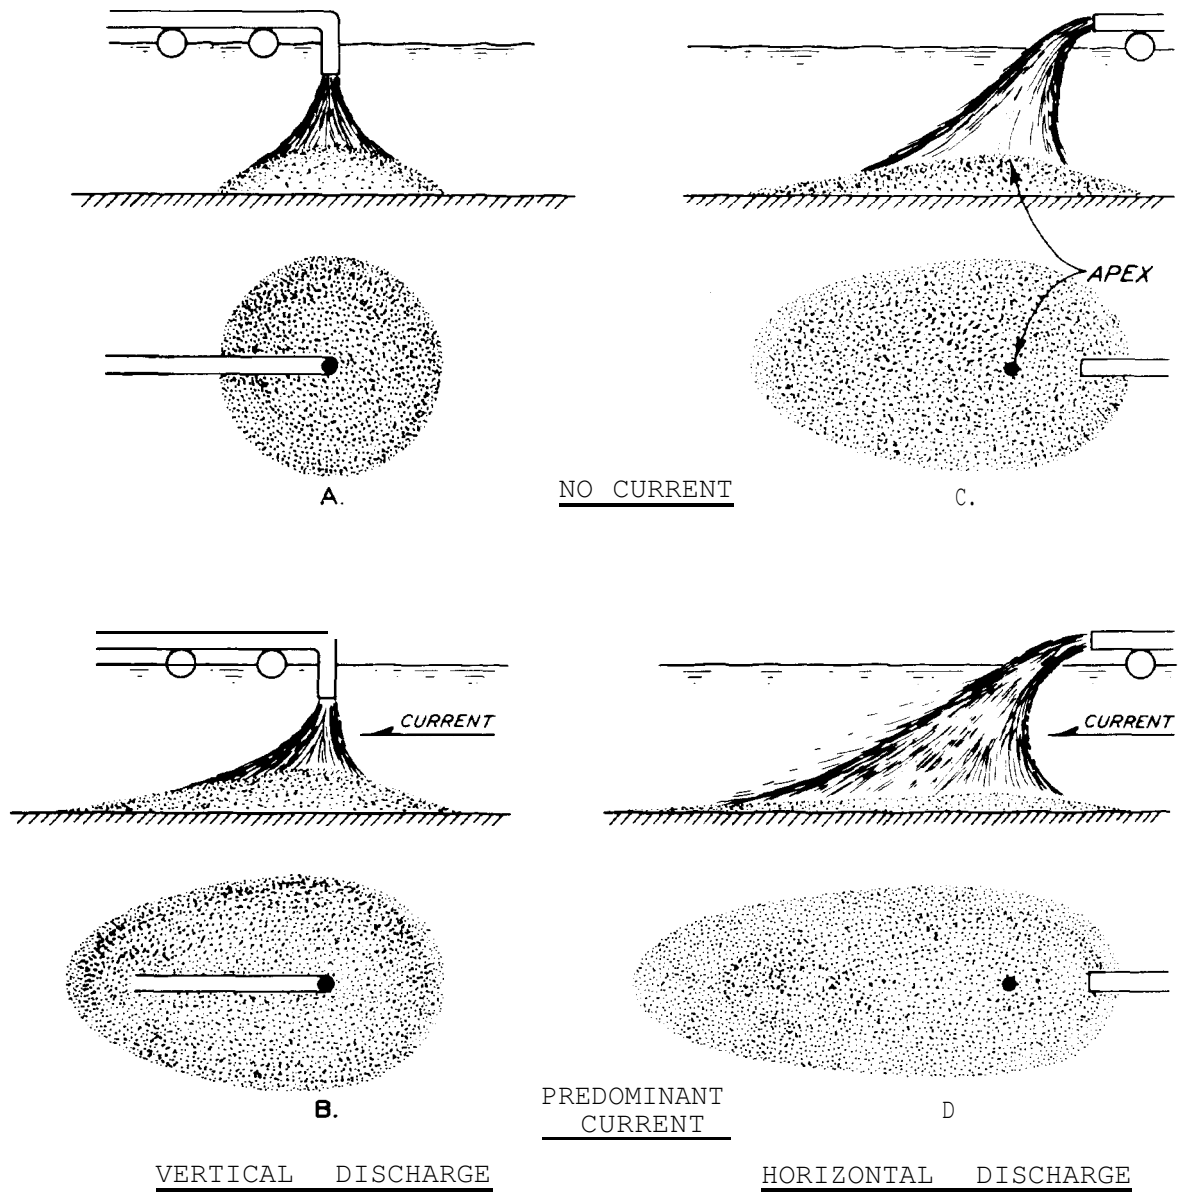 APEX
A.
NO CURRENT
C.
CURRENT
CURRENT
B.
PREDOMINANT
CURRENT
D
VERTICAL DISCHARGE
HORIZONTAL DISCHARGE